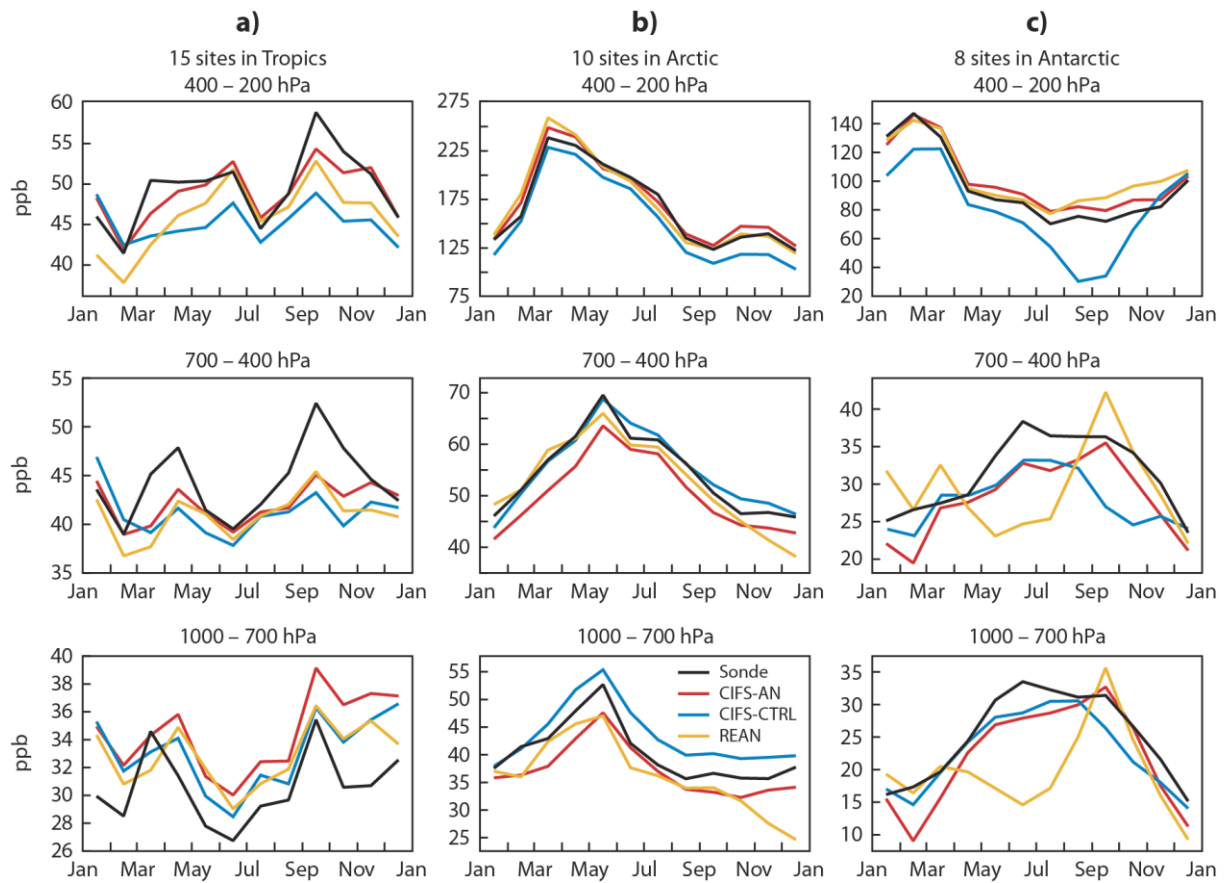 a)
b)
c)
15 sites in Tropics
400 – 200 hPa
10 sites in Arctic
400 – 200 hPa
8 sites in Antarctic
400 – 200 hPa
ppb
60
55
50
45
40
Jan Mar May Jul Sep Nov Jan
275
225
175
125
75
Jan Mar May Jul Sep Nov Jan
140
120
100
80
60
40
20
Jan Mar May Jul Sep Nov Jan
700 – 400 hPa
700 – 400 hPa
700 – 400 hPa
ppb
55
50
45
40
35
Jan Mar May Jul Sep Nov Jan
70
60
50
40
Jan Mar May Jul Sep Nov Jan
40
35
30
25
20
Jan Mar May Jul Sep Nov Jan
1000 – 700 hPa
1000 – 700 hPa
1000 – 700 hPa
ppb
40
38
36
34
32
30
28
26
Jan Mar May Jul Sep Nov Jan
55
50
45
40
35
30
25
Sonde
CIFS-AN
CIFS-CTRL
REAN
Jan Mar May Jul Sep Nov Jan
35
30
25
20
15
10
Jan Mar May Jul Sep Nov Jan